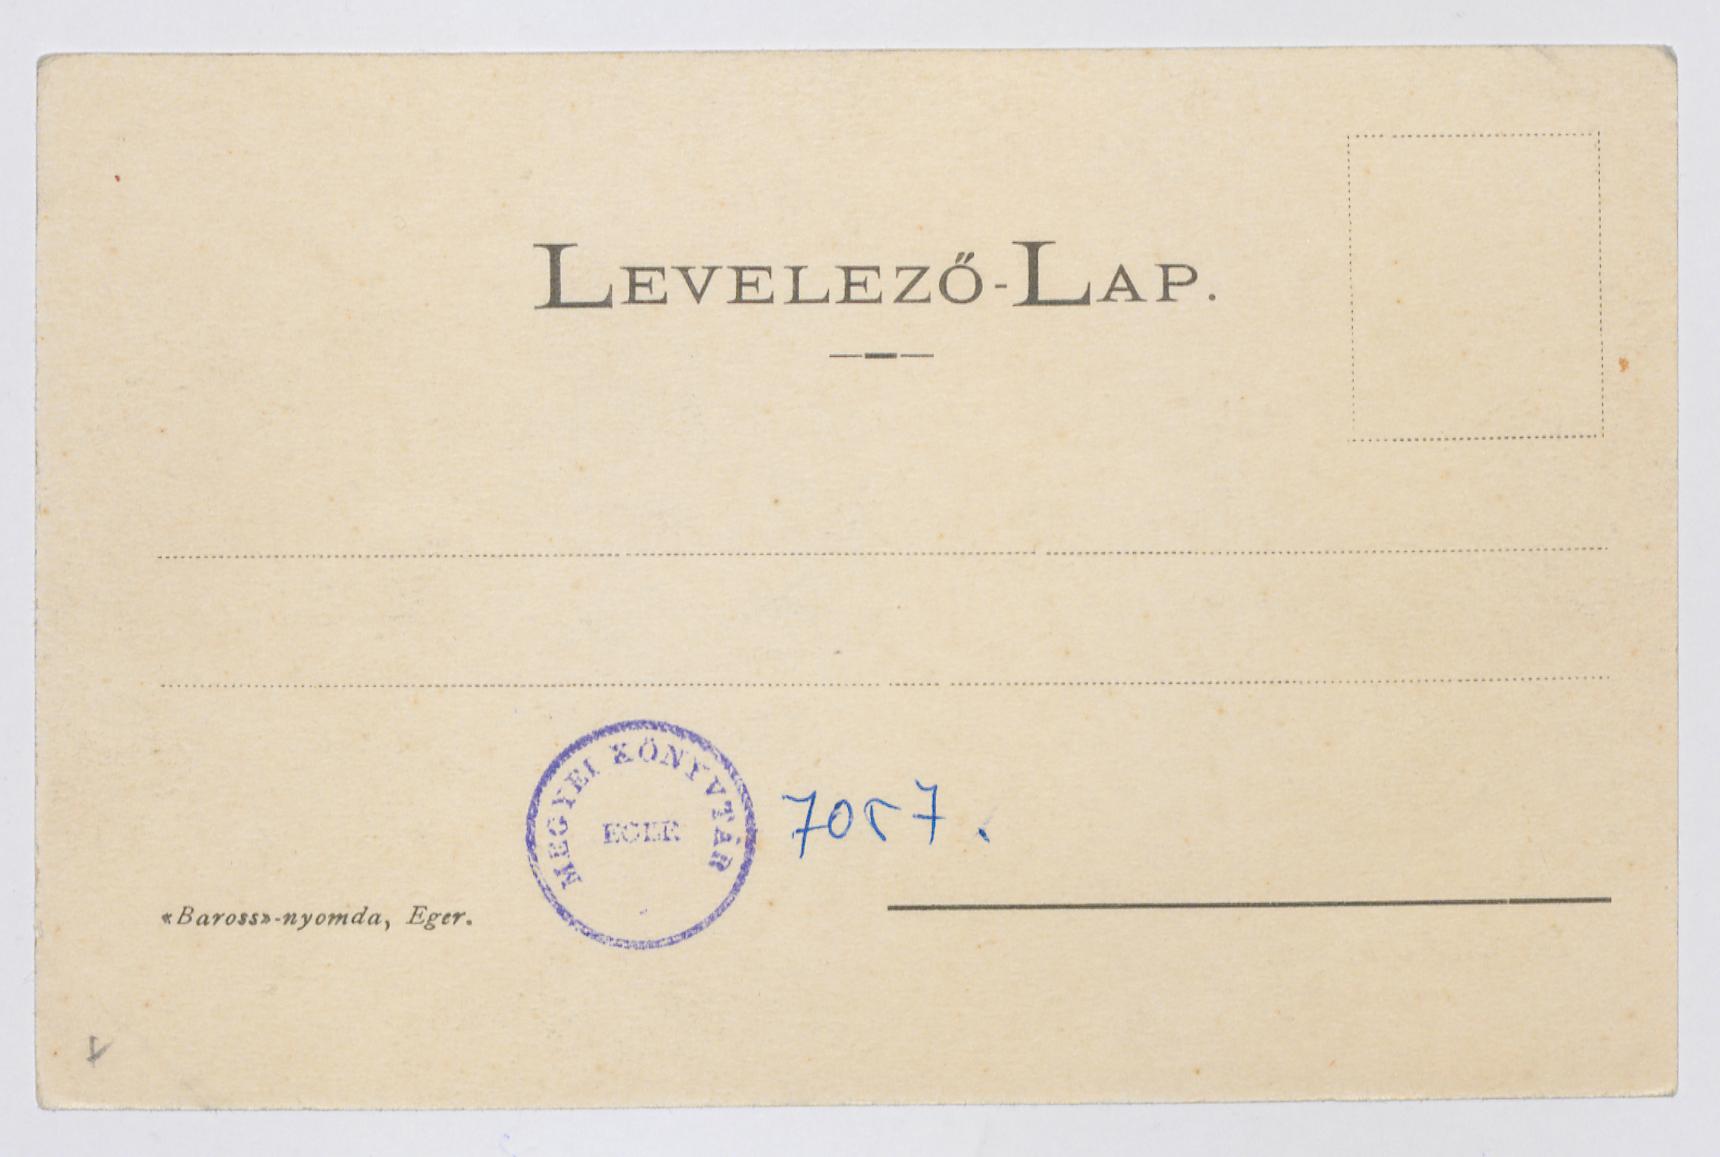 LEVELEZŐ-LAP.
MEGYEI KÖNYVTÁR
EGER
7057.
«Baross»-nyomda, Eger.